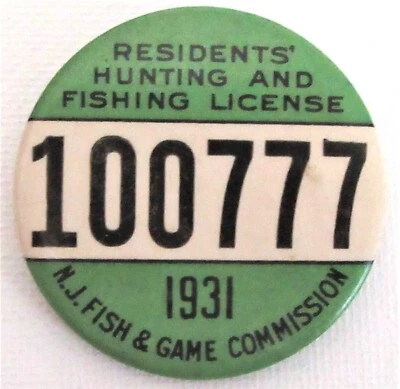 RESIDENTS'
HUNTING AND
FISHING LICENSE
100777
1931
N.J. FISH & GAME COMMISSION